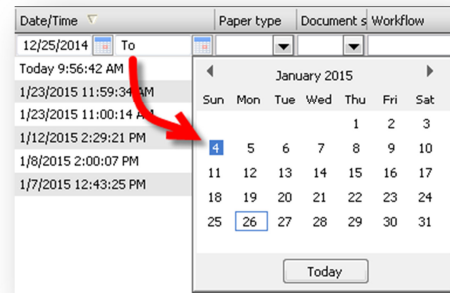 Date/Time Paper type Document s Workflow
12/25/2014 To
Today 9:56:42 AM
1/23/2015 11:59:34 AM
1/23/2015 11:00:14 AM
1/12/2015 2:29:21 PM
1/8/2015 2:00:07 PM
1/7/2015 12:43:25 PM
January 2015
Sun Mon Tue Wed Thu Fri Sat
1 2 3
4 5 6 7 8 9 10
11 12 13 14 15 16 17
18 19 20 21 22 23 24
25 26 27 28 29 30 31
Today